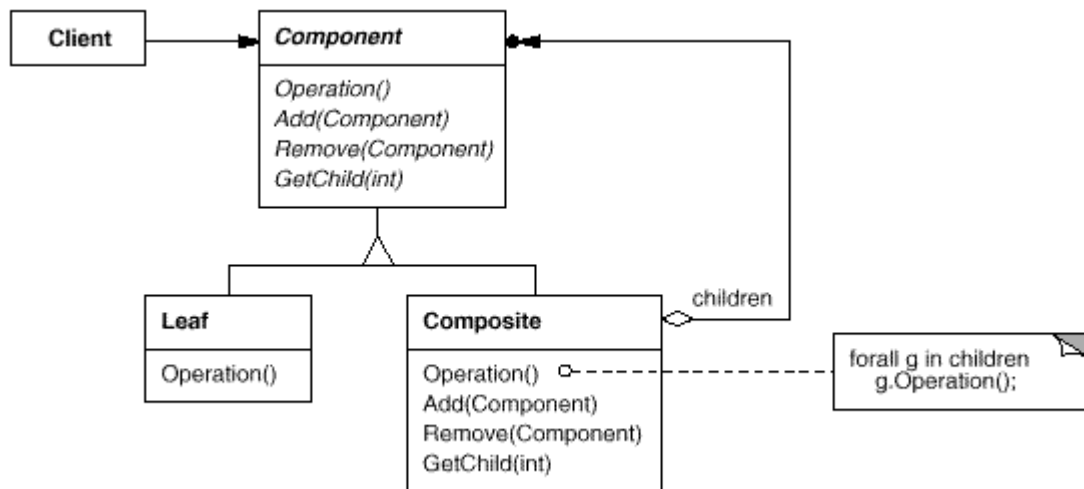 Client
Component
Operation()
Add(Component)
Remove(Component)
GetChild(int)
Leaf
Operation()
Composite
Operation()
Add(Component)
Remove(Component)
GetChild(int)
children
forall g in children
g.Operation();